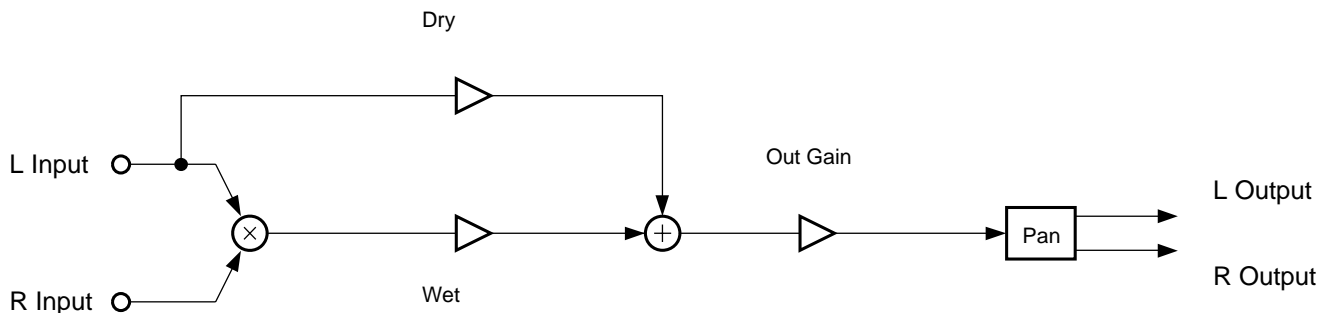 Dry
L Input
Out Gain
L Output
×
+
Pan
R Output
Wet
R Input